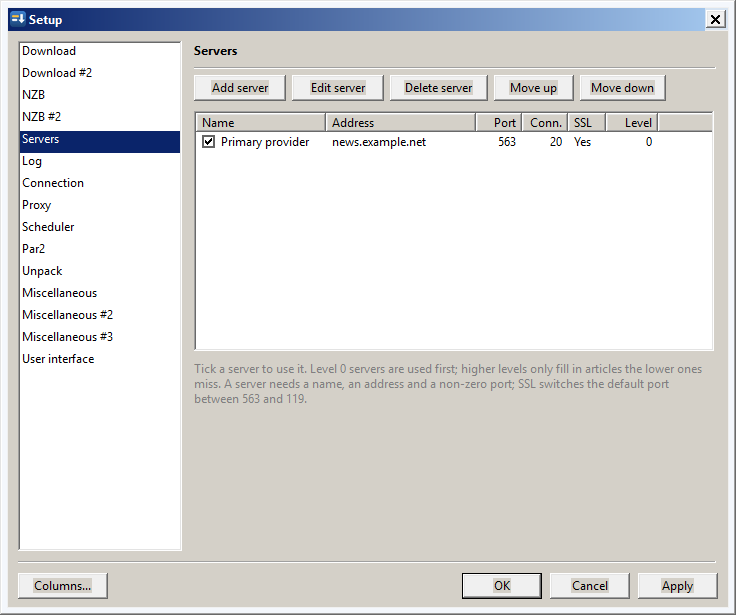 Setup
Download
Download #2
NZB
NZB #2
Servers
Log
Connection
Proxy
Scheduler
Par2
Unpack
Miscellaneous
Miscellaneous #2
Miscellaneous #3
User interface
Servers
Add server Edit server Delete server Move up Move down
Name Address Port Conn. SSL Level
Primary provider news.example.net 563 20 Yes 0
Tick a server to use it. Level 0 servers are used first; higher levels only fill in articles the lower ones
miss. A server needs a name, an address and a non-zero port; SSL switches the default port
between 563 and 119.
Columns... OK Cancel Apply